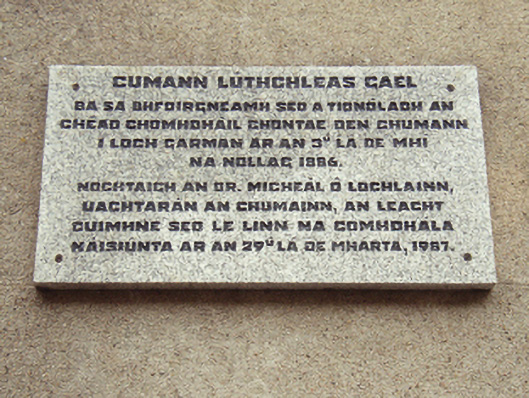 CUMANN LÚTHCHLEAS GAEL
BA SA BHFOIRGNEAMH SEO A TIONÓLADH AN
CHEAD CHOMHDHÁIL CHONTAE DEN CHUMANN
I LOCH GARMAN AR AN 3Ú LÁ DE MHÍ
NA NOLLAG 1886.
NOCHTAIGH AN DR. MICHEÁL Ó LOCHLAINN,
UACHTARÁN AN CHUMAINN, AN LEACHT
CUIMHNE SEO LE LINN NA COMHDHÁLA
NÁISIÚNTA AR AN 29Ú LÁ DE MHÁRTA, 1987.